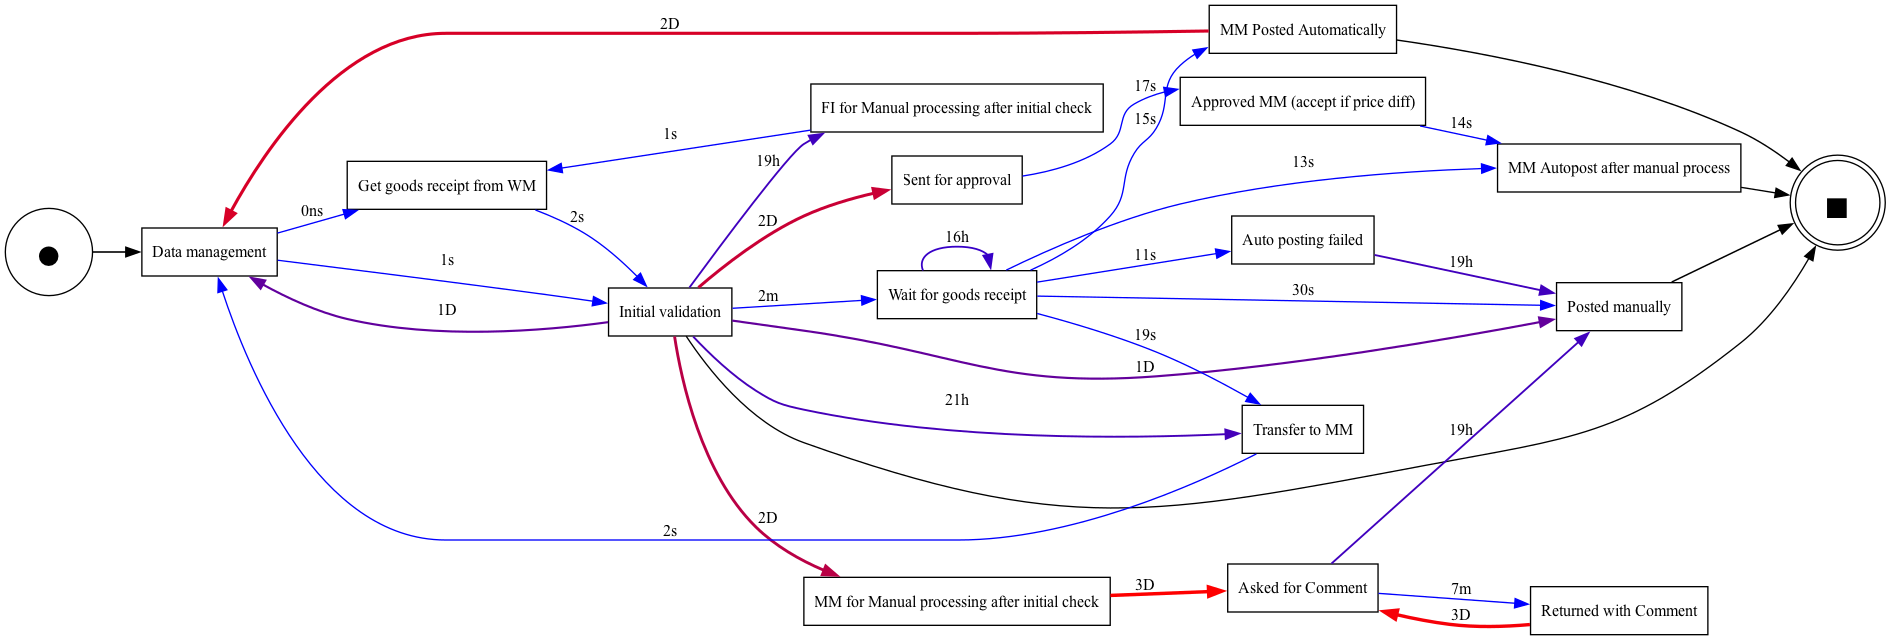 2D
MM Posted Automatically
17s
Approved MM (accept if price diff)
FI for Manual processing after initial check
15s
14s
1s
19h
13s
MM Autopost after manual process
Get goods receipt from WM
Sent for approval
0ns
2s
2D
16h
Auto posting failed
Data management
1s
11s
19h
2m
Wait for goods receipt
30s
Posted manually
1D
Initial validation
19s
1D
21h
Transfer to MM
19h
2s
2D
3D
Asked for Comment
7m
MM for Manual processing after initial check
3D
Returned with Comment